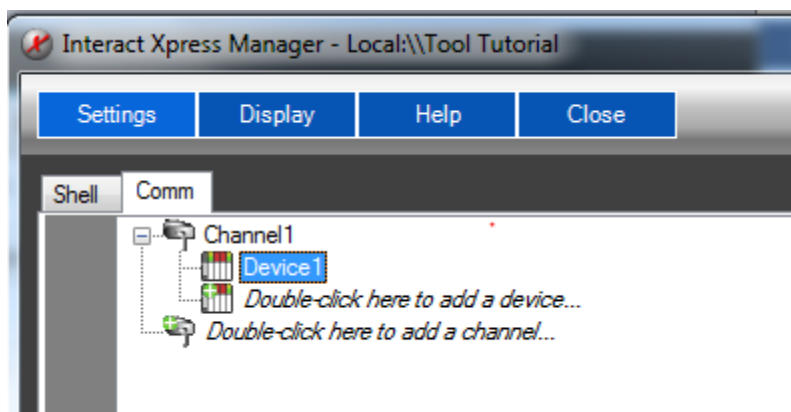 Interact Xpress Manager - Local:\\Tool Tutorial
Settings Display Help Close
Shell Comm
Channel1
Device1
Double-click here to add a device...
Double-click here to add a channel...